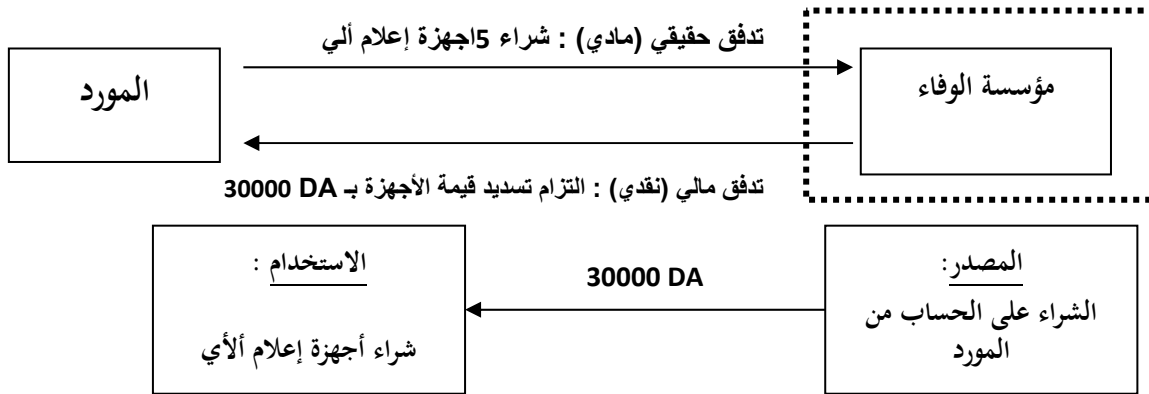 تدفق حقيقي (مادي) : شراء 5اجهزة إعلام ألي
مؤسسة الوفاء
المورد
تدفق مالي (نقدي) : التزام تسديد قيمة الأجهزة بـ 30000 DA
المصدر:
الشراء على الحساب من
المورد
30000 DA
الاستخدام :
شراء أجهزة إعلام ألأي